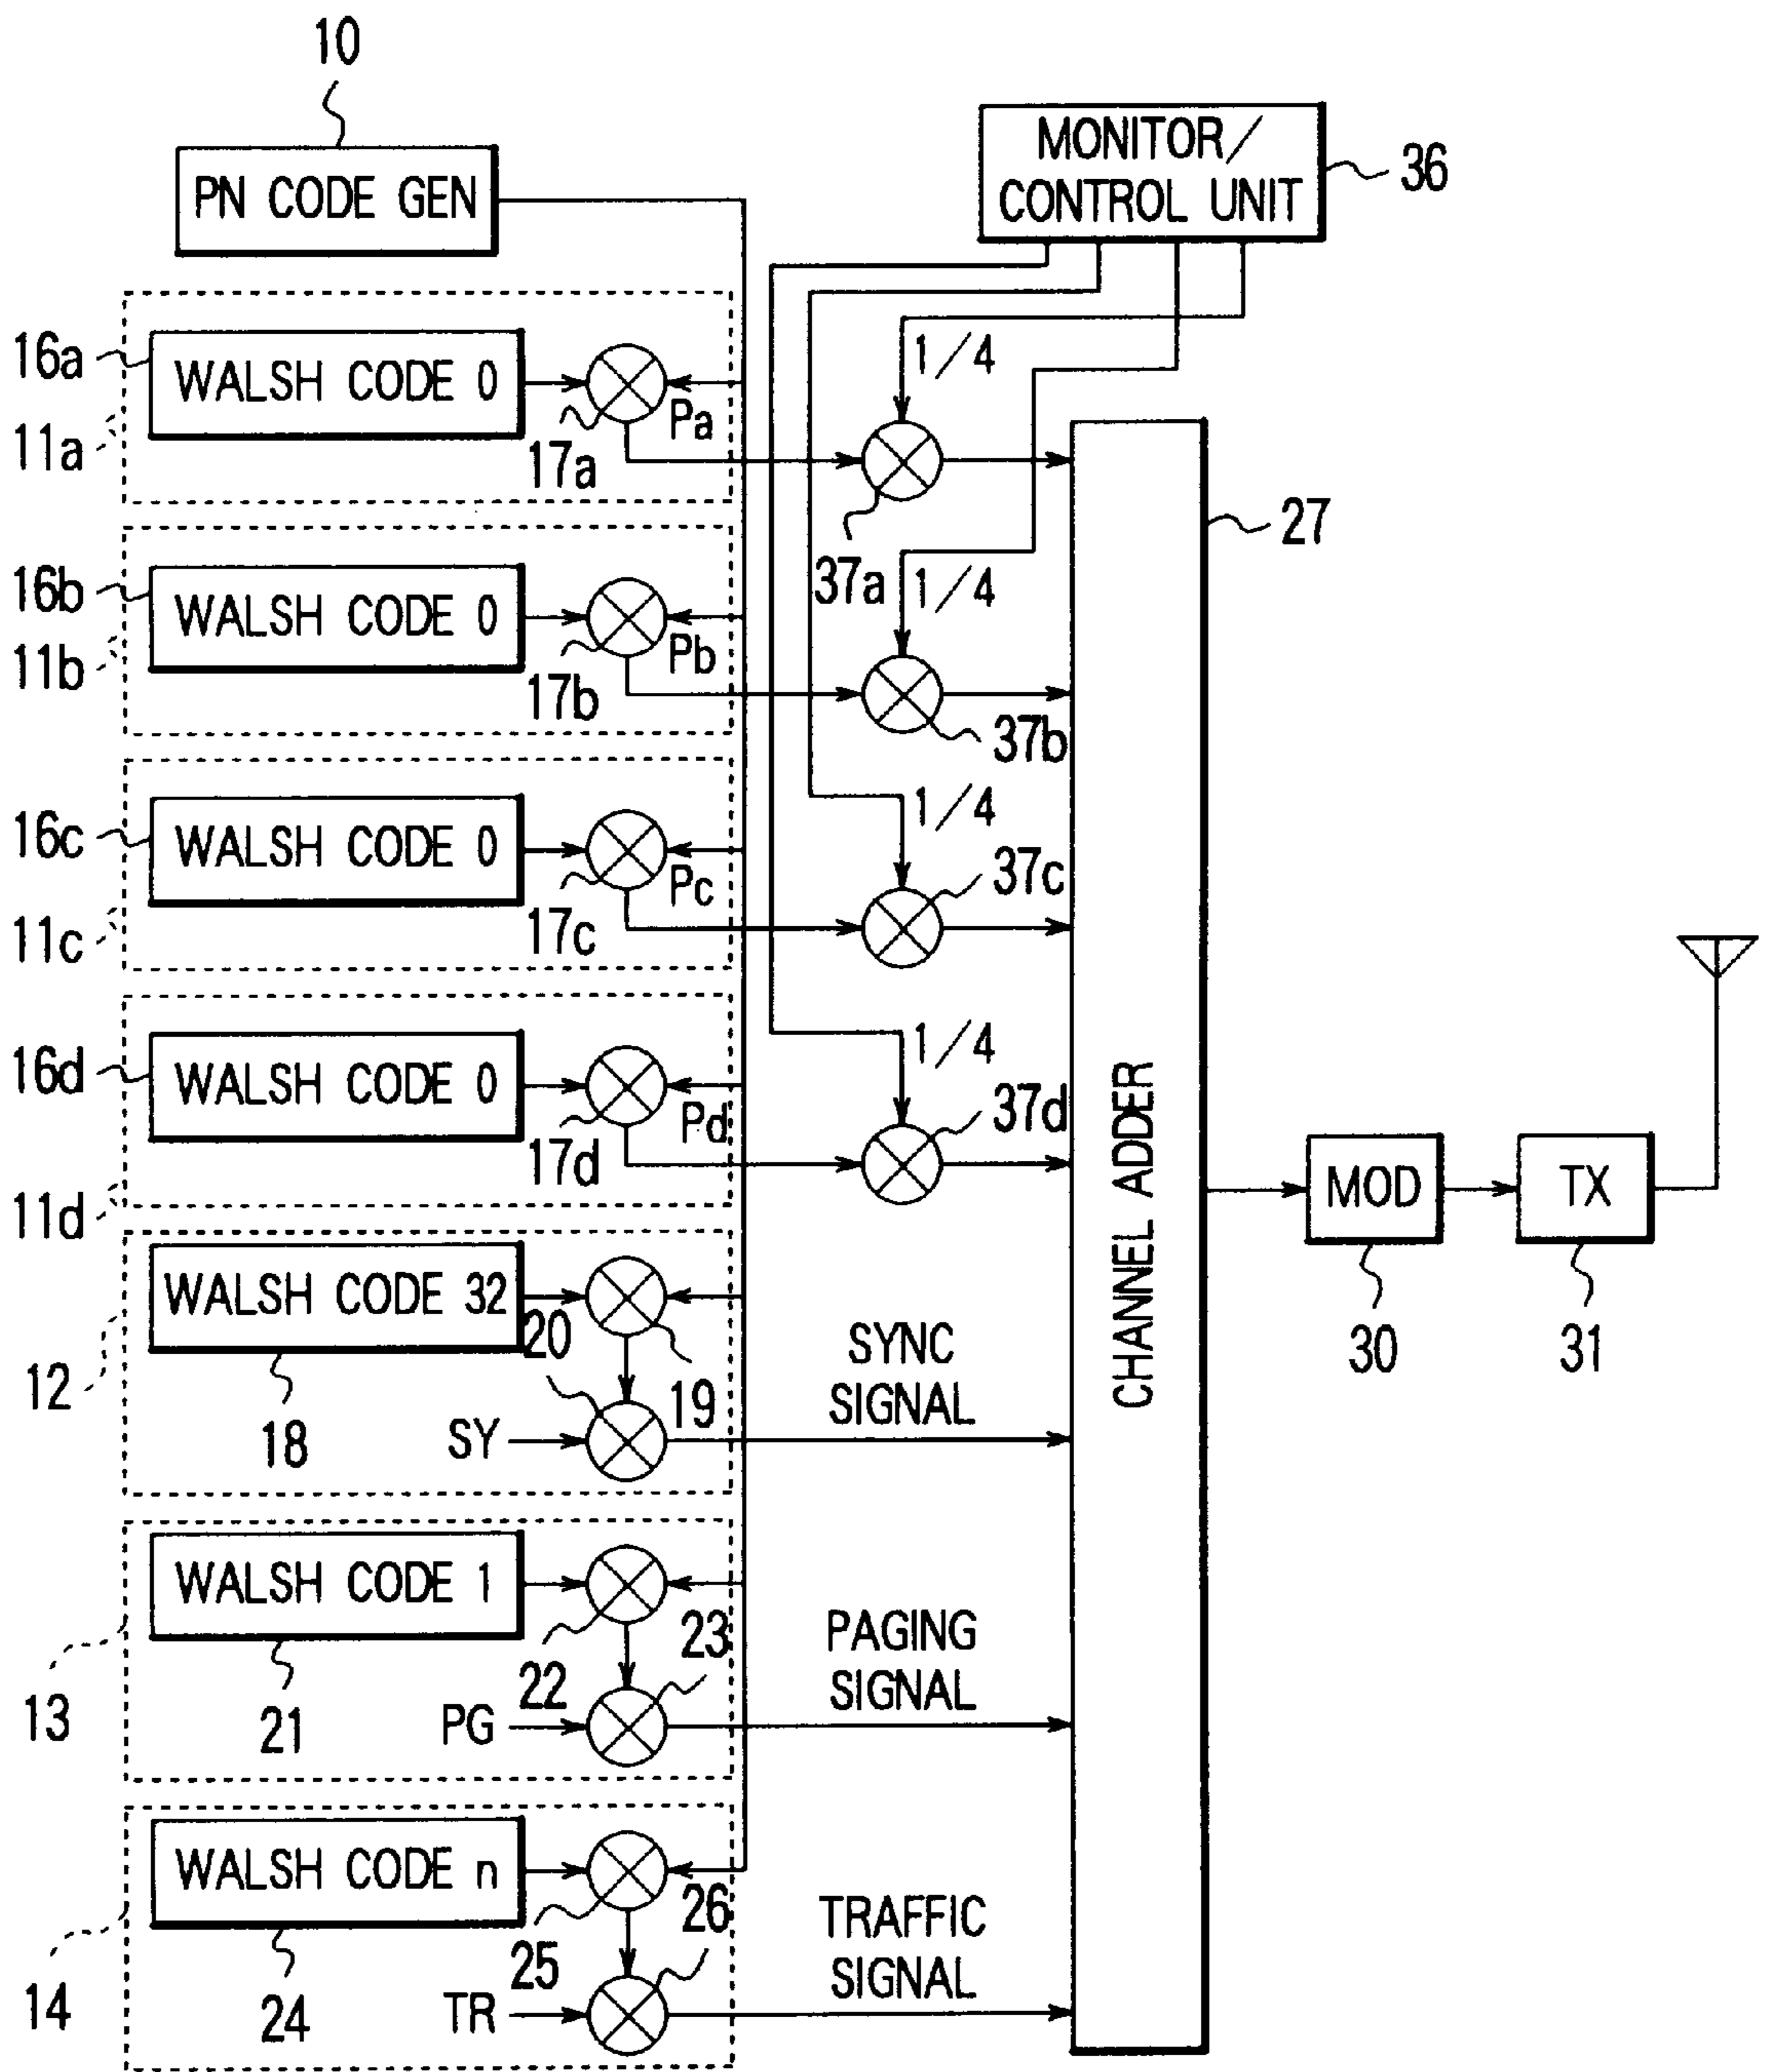 10
PN CODE GEN
MONITOR/
CONTROL UNIT
36
16a
WALSH CODE 0
Pa
17a
11a
1/4
37a
27
16b
WALSH CODE 0
Pb
17b
11b
1/4
37b
16c
WALSH CODE 0
Pc
17c
11c
1/4
37c
16d
WALSH CODE 0
Pd
17d
11d
1/4
37d
CHANNEL ADDER
MOD
30
TX
31
WALSH CODE 32
20
19
12
18
SY
SYNC
SIGNAL
WALSH CODE 1
22
23
13
21
PG
PAGING
SIGNAL
WALSH CODE n
25
26
14
24
TR
TRAFFIC
SIGNAL